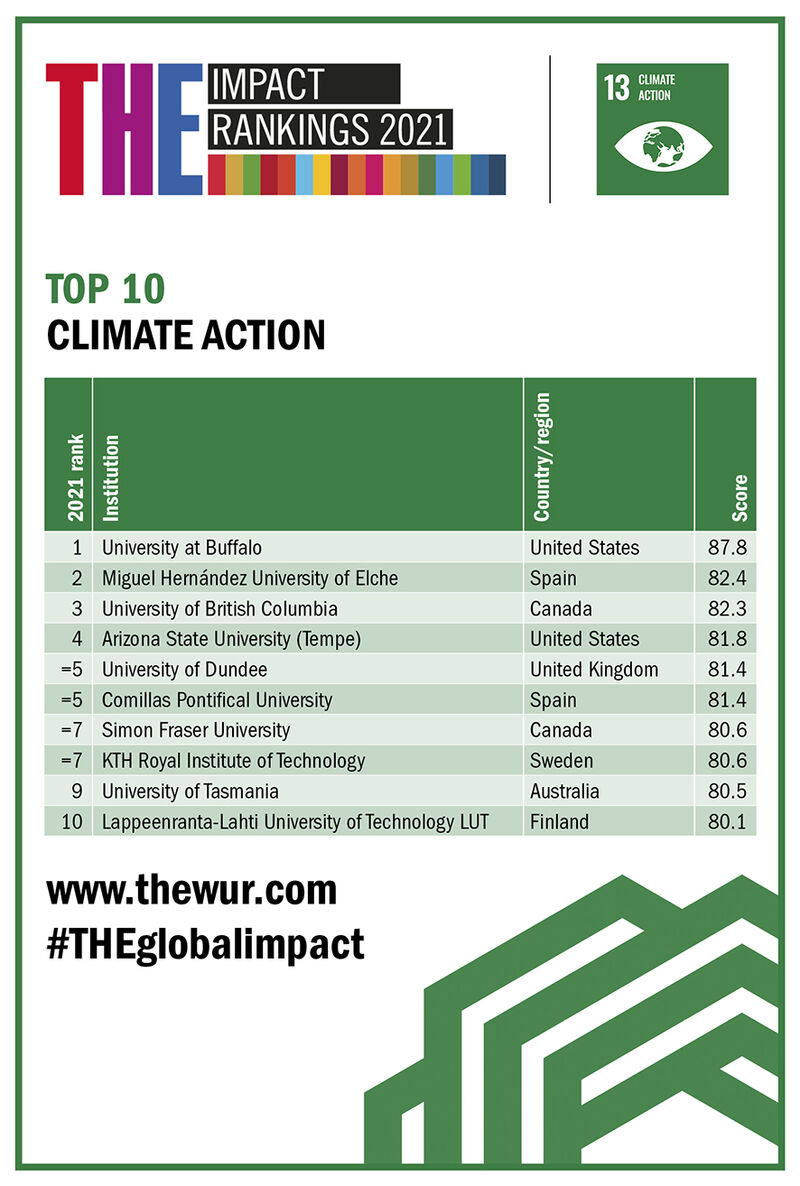 THE IMPACT
RANKINGS 2021
13 CLIMATE
ACTION
TOP 10
CLIMATE ACTION
2021 rank Institution Country/region Score
1 University at Buffalo United States 87.8
2 Miguel Hernández University of Elche Spain 82.4
3 University of British Columbia Canada 82.3
4 Arizona State University (Tempe) United States 81.8
=5 University of Dundee United Kingdom 81.4
=5 Comillas Pontifical University Spain 81.4
=7 Simon Fraser University Canada 80.6
=7 KTH Royal Institute of Technology Sweden 80.6
9 University of Tasmania Australia 80.5
10 Lappeenranta-Lahti University of Technology LUT Finland 80.1
www.thewur.com
#THEglobalimpact